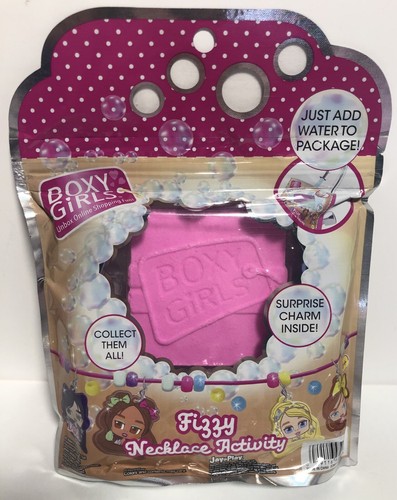 JUST ADD
WATER TO
PACKAGE!
BOXY
GiRLS
Unbox Online Shopping
BOXY
GiRLS
SURPRISE
CHARM
INSIDE!
COLLECT
THEM
ALL!
Fizzy
Necklace Activity
Jay-Play